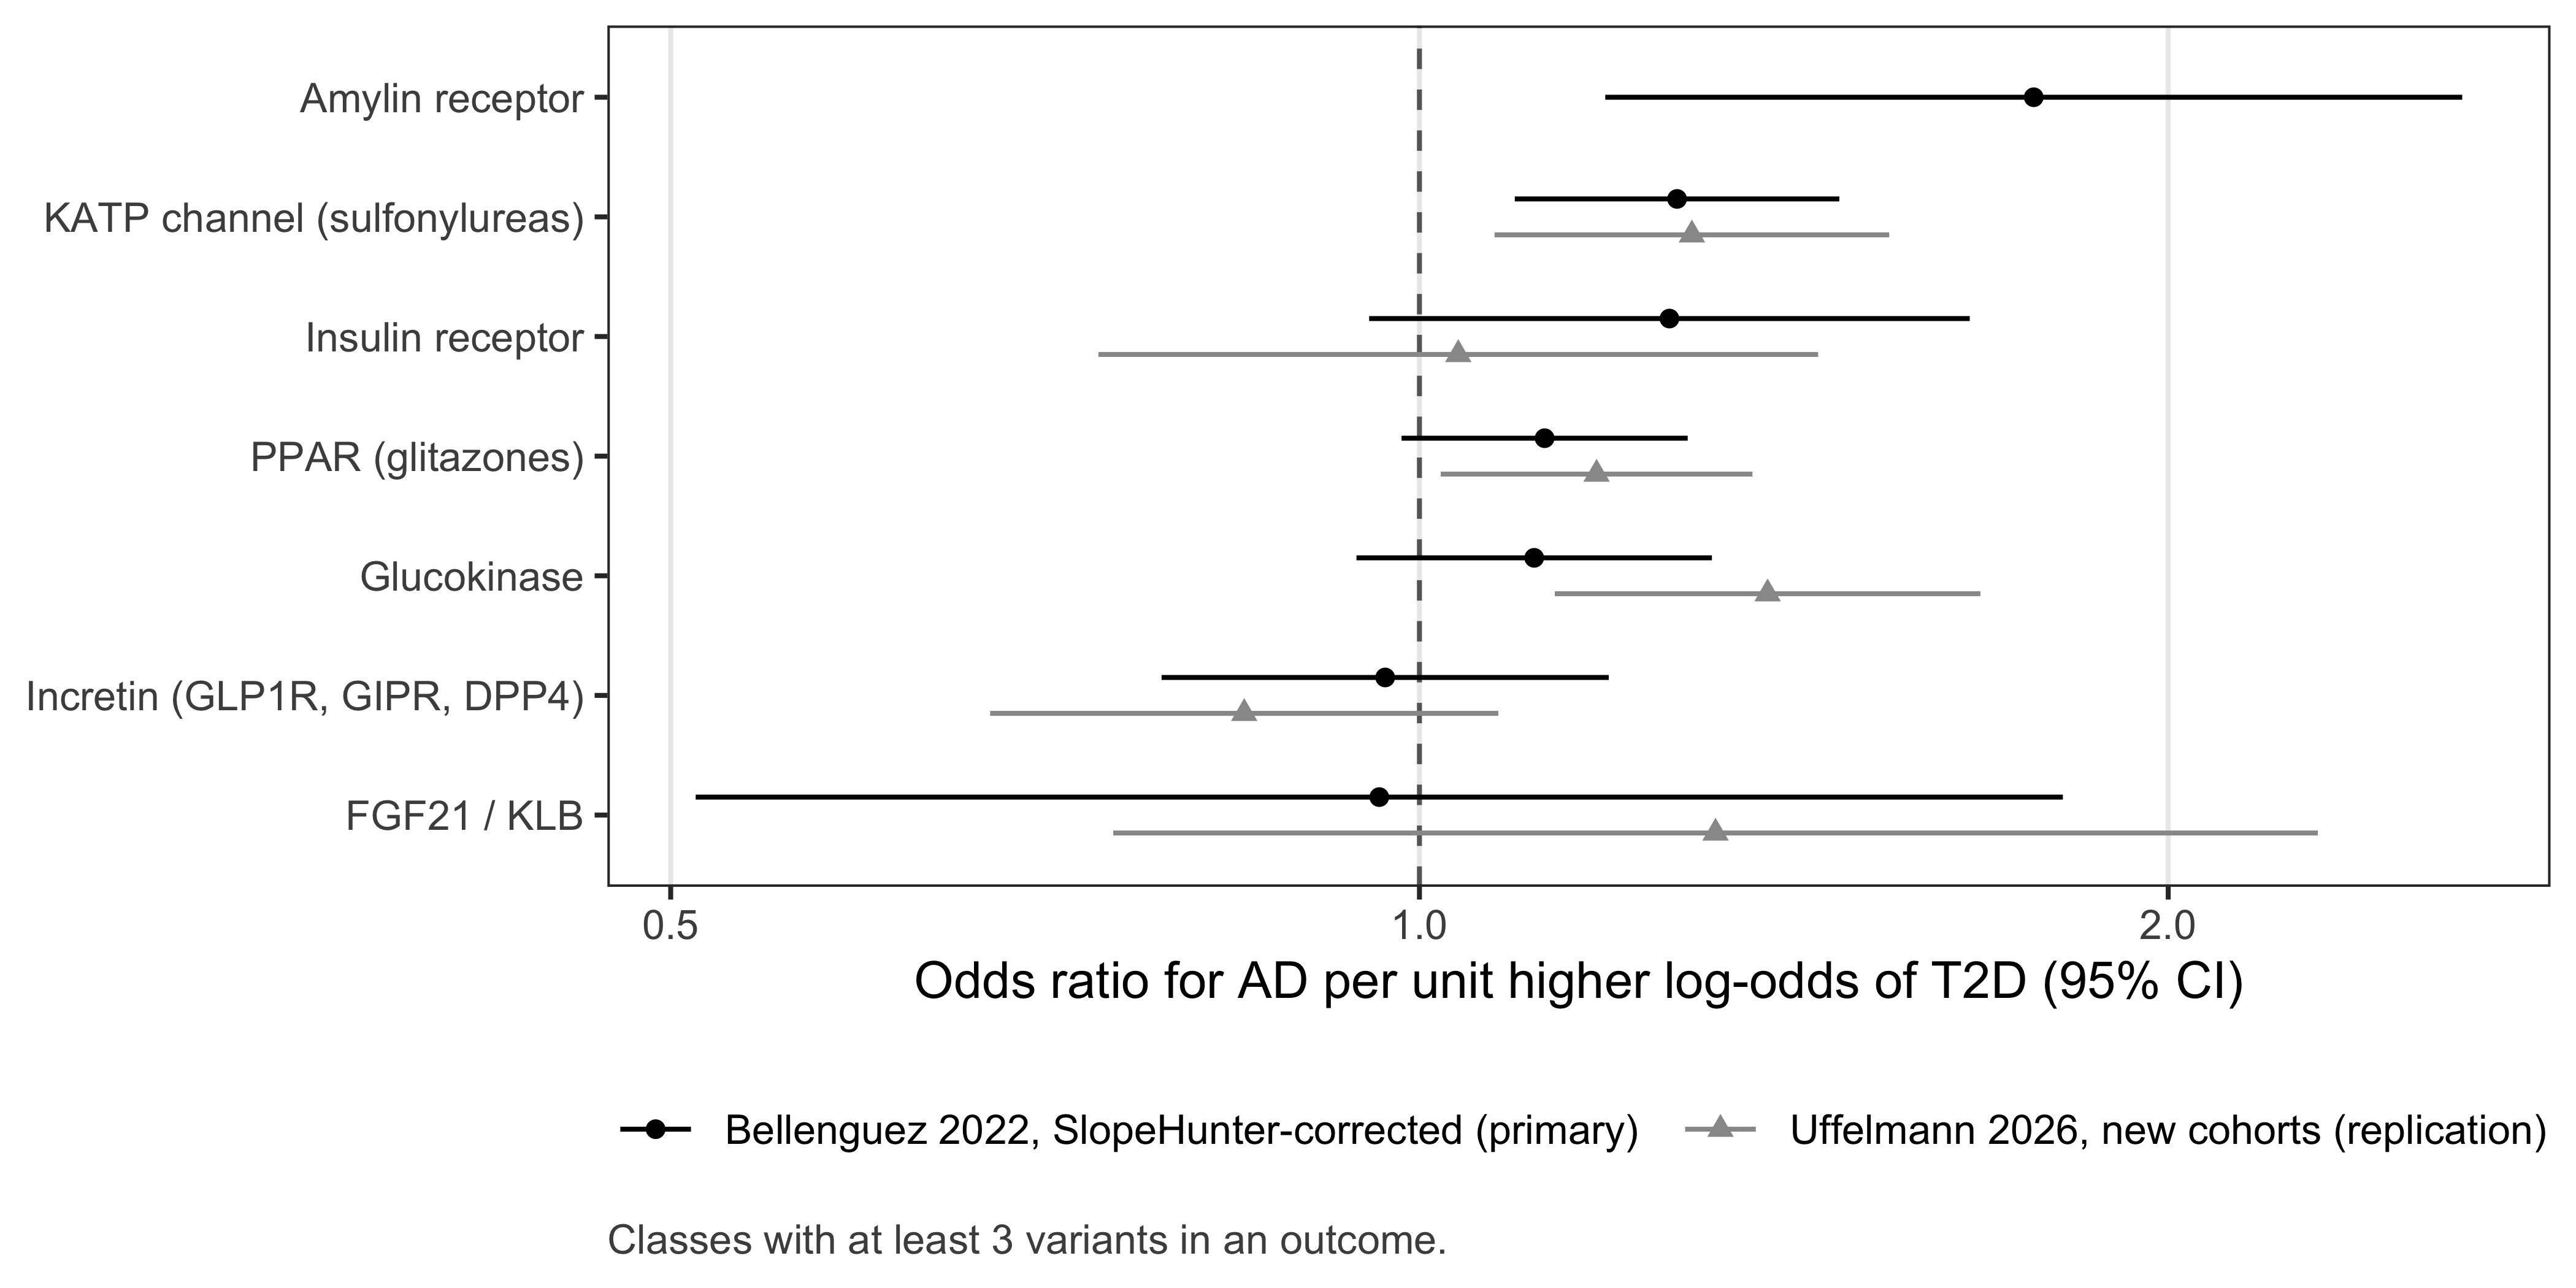 Amylin receptor
KATP channel (sulfonylureas)
Insulin receptor
PPAR (glitazones)
Glucokinase
Incretin (GLP1R, GIPR, DPP4)
FGF21 / KLB
0.5 1.0 2.0
Odds ratio for AD per unit higher log-odds of T2D (95% CI)
Bellenguez 2022, SlopeHunter-corrected (primary) Uffelmann 2026, new cohorts (replication)
Classes with at least 3 variants in an outcome.